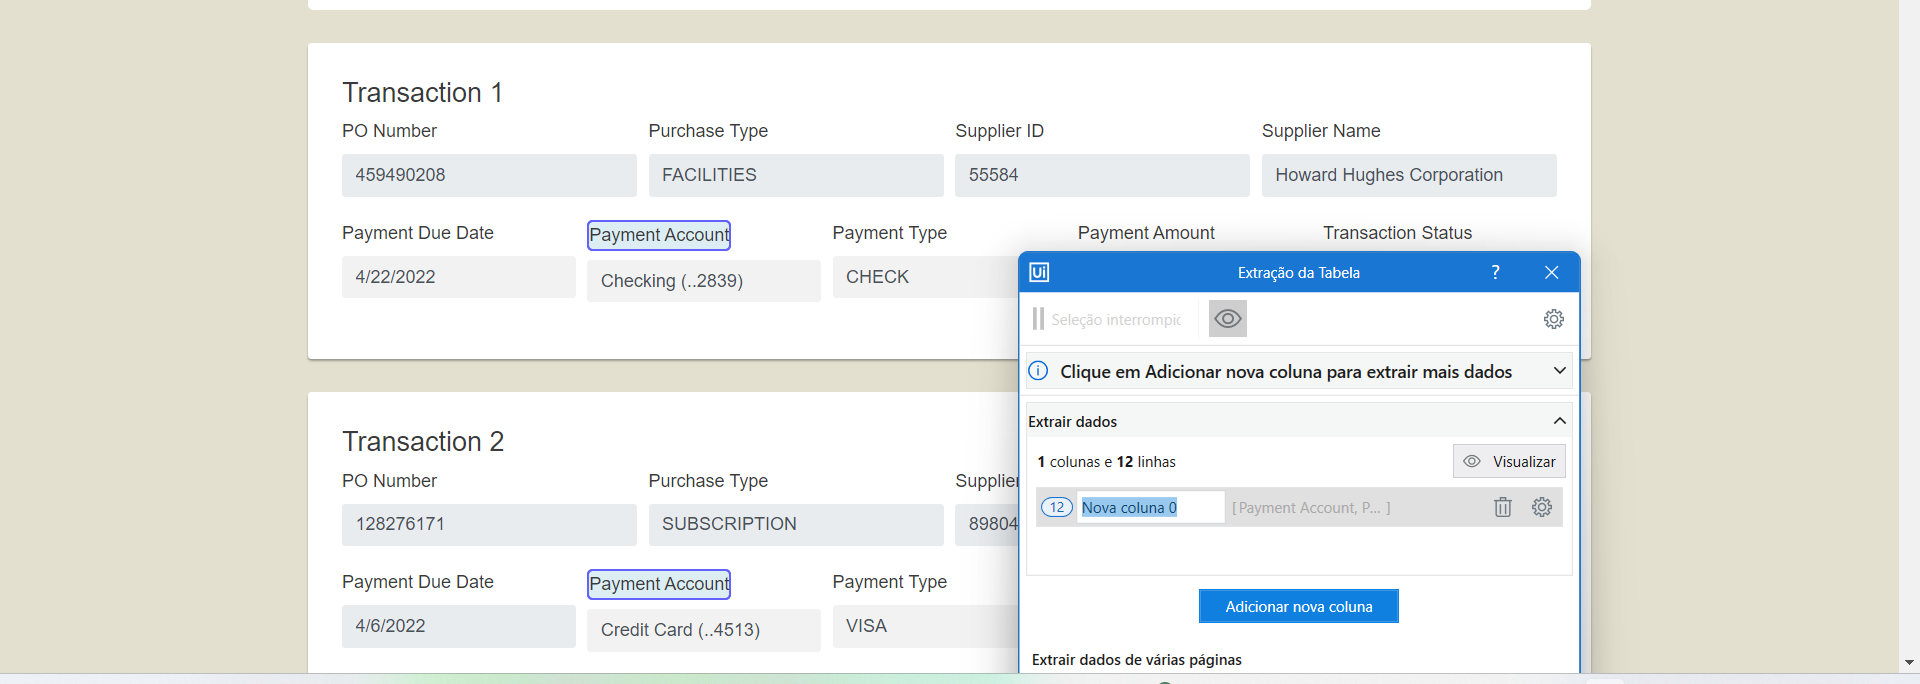 Transaction 1
PO Number Purchase Type Supplier ID Supplier Name
459490208 FACILITIES 55584 Howard Hughes Corporation
Payment Due Date Payment Account Payment Type Payment Amount Transaction Status
4/22/2022 Checking (..2839) CHECK
Transaction 2
PO Number Purchase Type Supplier
128276171 SUBSCRIPTION 89804
Payment Due Date Payment Account Payment Type
4/6/2022 Credit Card (..4513) VISA
Ui Extração da Tabela ?
Seleção interrompid
Clique em Adicionar nova coluna para extrair mais dados
Extrair dados
1 colunas e 12 linhas Visualizar
12 Nova coluna 0 [Payment Account, P... ]
Adicionar nova coluna
Extrair dados de várias páginas